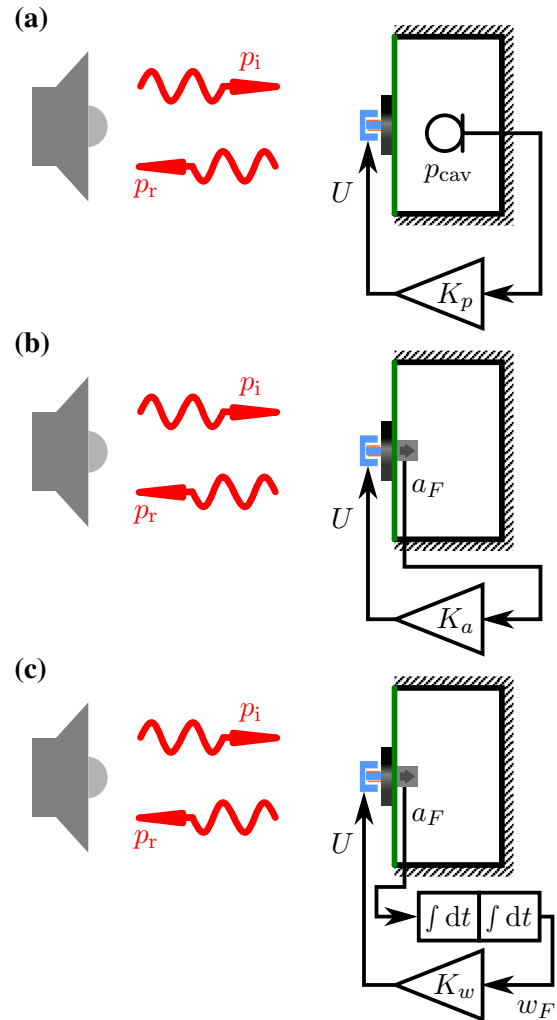 (a)
p_i
p_r
U
p_cav
K_p
(b)
p_i
p_r
U
a_F
K_a
(c)
p_i
p_r
U
a_F
∫ dt ∫ dt
K_w
w_F